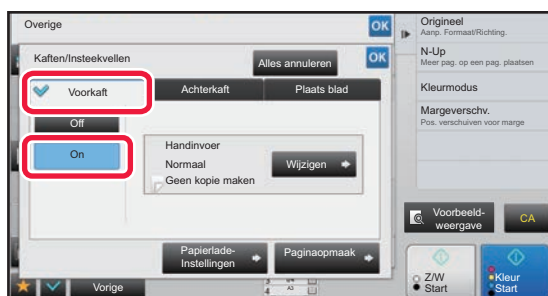 Overige
OK
Kaften/Insteekvellen
Alles annuleren
OK
Voorkaft
Achterkaft
Plaats blad
Off
On
Handinvoer
Normaal
Geen kopie maken
Wijzigen
Papierlade-
Instellingen
Paginaopmaak
Vorige
A3
Origineel
Aanp. Formaat/Richting.
N-Up
Meer pag. op een pag. plaatsen
Kleurmodus
Margeverschv.
Pos. verschuiven voor marge
Voorbeeld-
weergave
CA
Z/W
Start
Kleur
Start